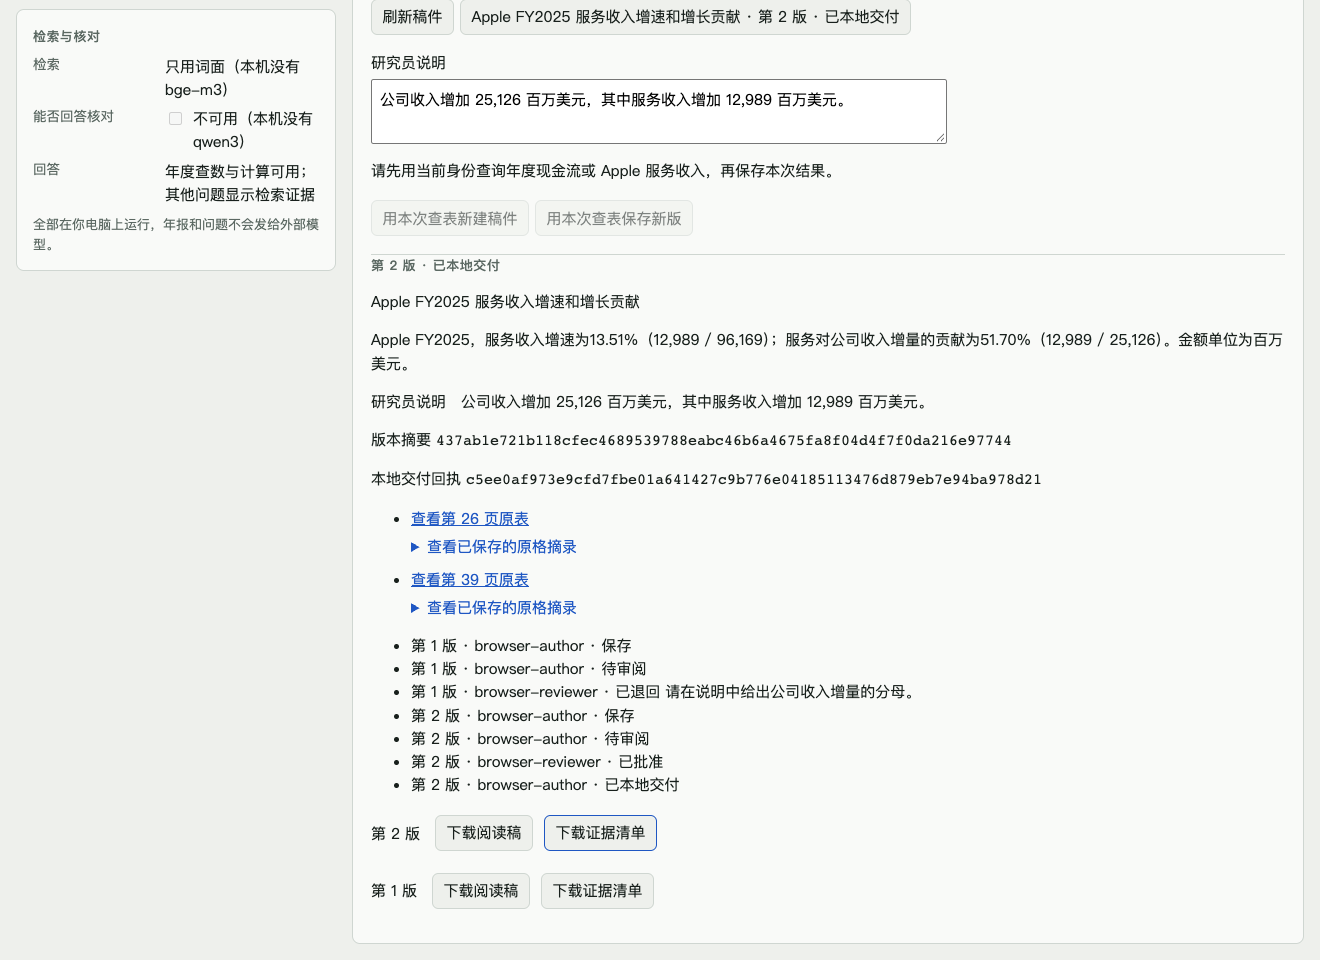 检索与核对
检索
只用词面（本机没有
bge-m3）
能否回答核对
不可用（本机没有
qwen3）
回答
年度查数与计算可用；
其他问题显示检索证据
全部在你电脑上运行，年报和问题不会发给外部模
型。
刷新稿件
Apple FY2025 服务收入增速和增长贡献 · 第 2 版 · 已本地交付
研究员说明
公司收入增加 25,126 百万美元，其中服务收入增加 12,989 百万美元。
请先用当前身份查询年度现金流或 Apple 服务收入，再保存本次结果。
用本次查表新建稿件
用本次查表保存新版
第 2 版 · 已本地交付
Apple FY2025 服务收入增速和增长贡献
Apple FY2025，服务收入增速为13.51%（12,989 / 96,169）；服务对公司收入增量的贡献为51.70%（12,989 / 25,126）。金额单位为百万
美元。
研究员说明　公司收入增加 25,126 百万美元，其中服务收入增加 12,989 百万美元。
版本摘要 437ab1e721b118cfec4689539788eabc46b6a4675fa8f04d4f7f0da216e97744
本地交付回执 c5ee0af973e9cfd7fbe01a641427c9b776e04185113476d879eb7e94ba978d21
查看第 26 页原表
查看已保存的原格摘录
查看第 39 页原表
查看已保存的原格摘录
第 1 版 · browser-author · 保存
第 1 版 · browser-author · 待审阅
第 1 版 · browser-reviewer · 已退回 请在说明中给出公司收入增量的分母。
第 2 版 · browser-author · 保存
第 2 版 · browser-author · 待审阅
第 2 版 · browser-reviewer · 已批准
第 2 版 · browser-author · 已本地交付
第 2 版
下载阅读稿
下载证据清单
第 1 版
下载阅读稿
下载证据清单